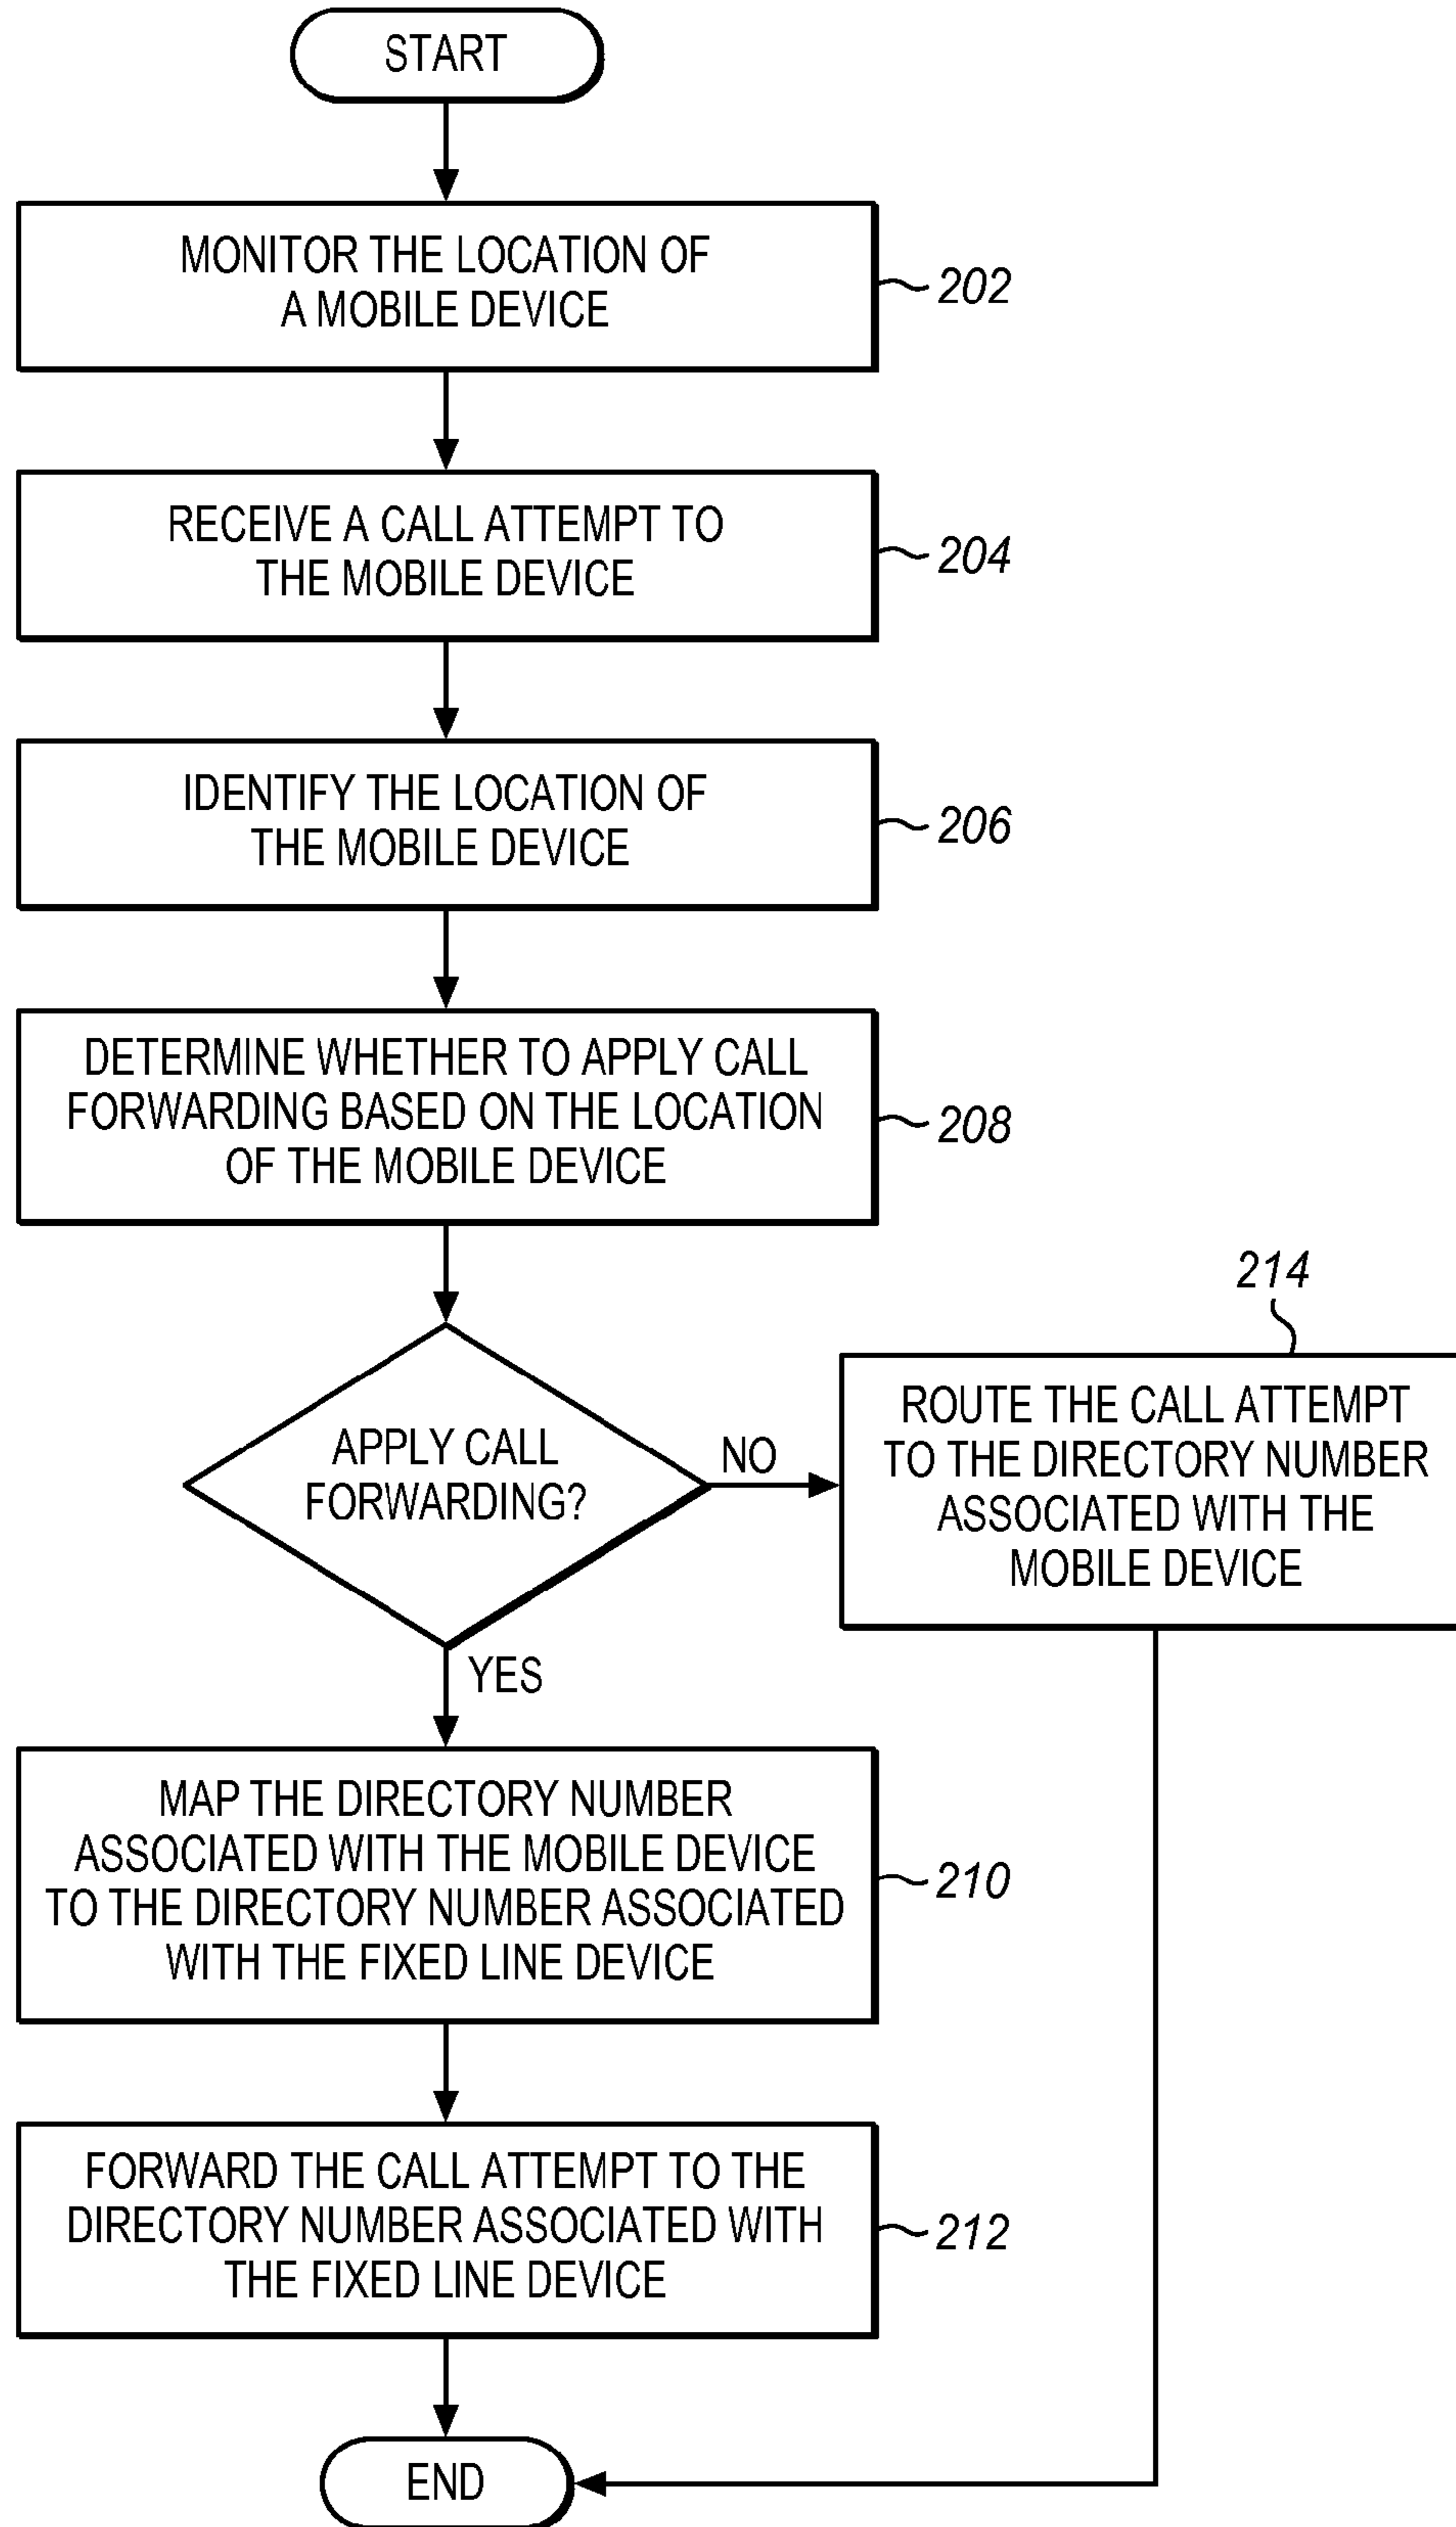 START
MONITOR THE LOCATION OF
A MOBILE DEVICE
202
RECEIVE A CALL ATTEMPT TO
THE MOBILE DEVICE
204
IDENTIFY THE LOCATION OF
THE MOBILE DEVICE
206
DETERMINE WHETHER TO APPLY CALL
FORWARDING BASED ON THE LOCATION
OF THE MOBILE DEVICE
208
APPLY CALL
FORWARDING?
NO
214
ROUTE THE CALL ATTEMPT
TO THE DIRECTORY NUMBER
ASSOCIATED WITH THE
MOBILE DEVICE
YES
MAP THE DIRECTORY NUMBER
ASSOCIATED WITH THE MOBILE DEVICE
TO THE DIRECTORY NUMBER ASSOCIATED
WITH THE FIXED LINE DEVICE
210
FORWARD THE CALL ATTEMPT TO THE
DIRECTORY NUMBER ASSOCIATED WITH
THE FIXED LINE DEVICE
212
END